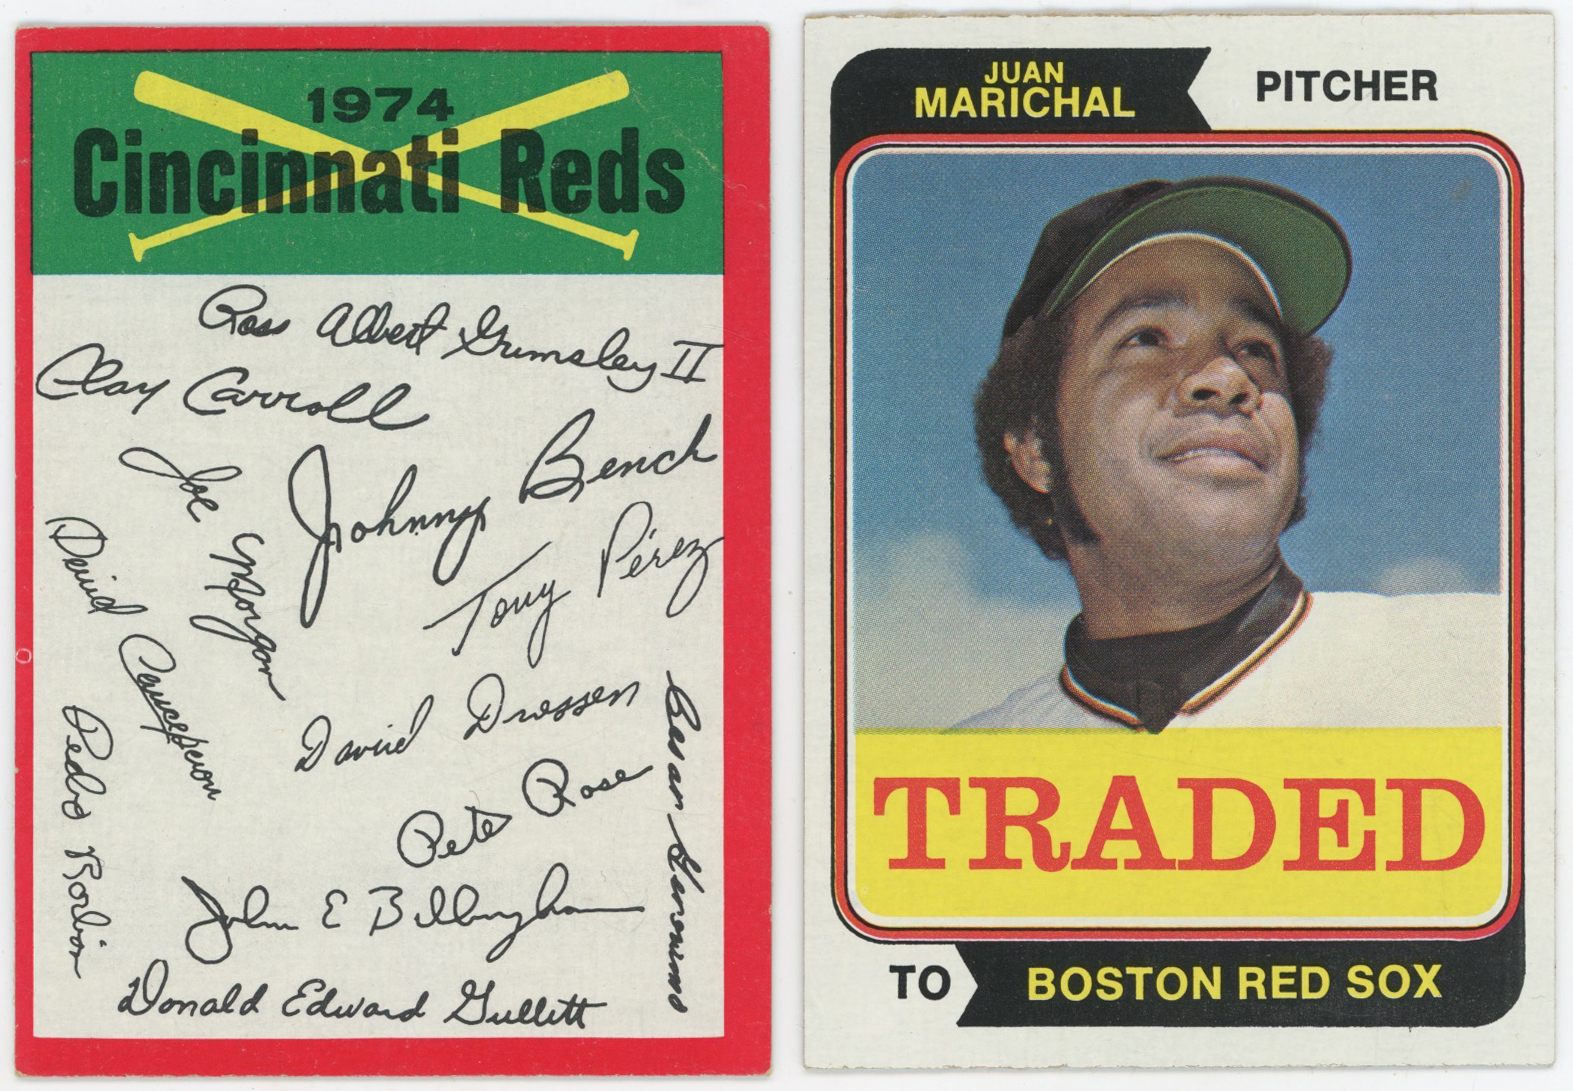 1974
Cincinnati Reds
Ross Albert Grimsley II
Clay Carroll
Johnny Bench
Joe Morgan
Tony Pérez
David Concepcion
David Driessen
Pedro Borbon
Pete Rose
Cesar Geronimo
John E Billingham
Donald Edward Gullett
JUAN
MARICHAL
PITCHER
TRADED
TO
BOSTON RED SOX